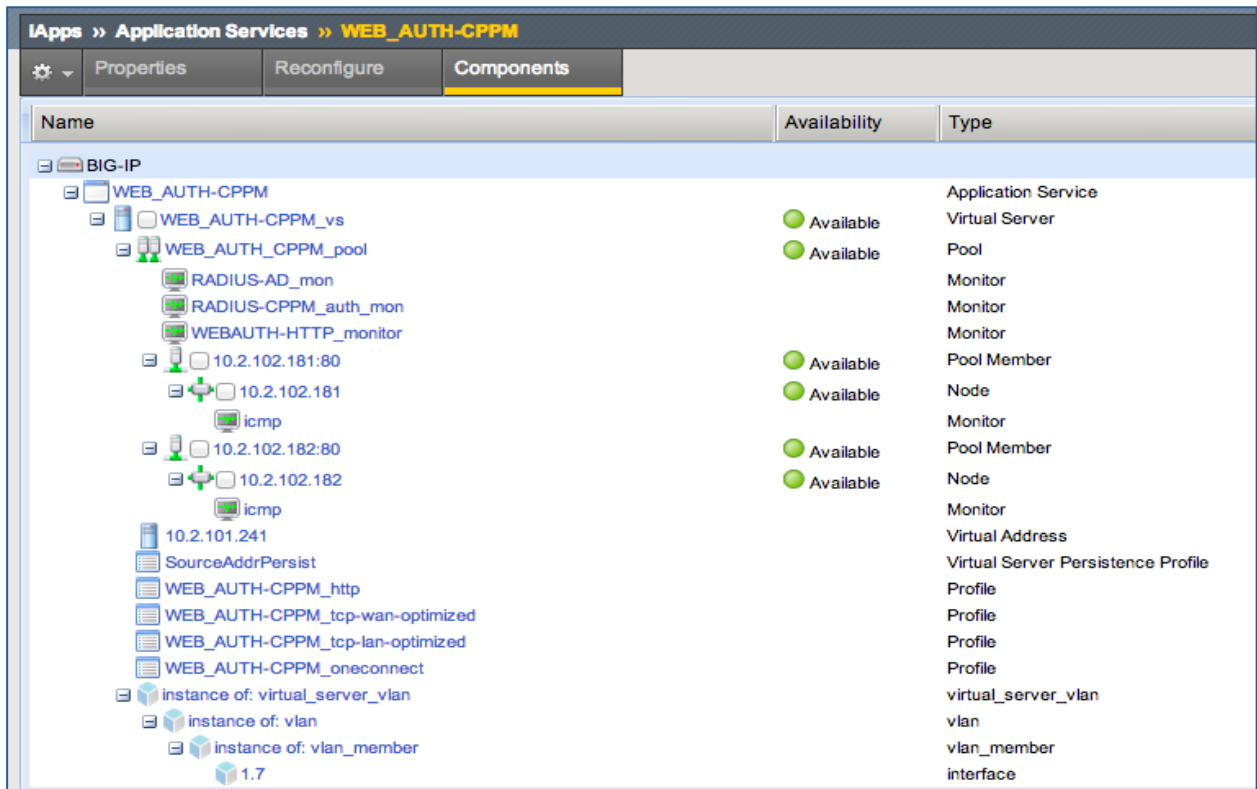 IApps » Application Services » WEB_AUTH-CPPM
Properties Reconfigure Components
Name Availability Type
BIG-IP
WEB_AUTH-CPPM Application Service
WEB_AUTH-CPPM_vs Available Virtual Server
WEB_AUTH_CPPM_pool Available Pool
RADIUS-AD_mon Monitor
RADIUS-CPPM_auth_mon Monitor
WEBAUTH-HTTP_monitor Monitor
10.2.102.181:80 Available Pool Member
10.2.102.181 Available Node
icmp Monitor
10.2.102.182:80 Available Pool Member
10.2.102.182 Available Node
icmp Monitor
10.2.101.241 Virtual Address
SourceAddrPersist Virtual Server Persistence Profile
WEB_AUTH-CPPM_http Profile
WEB_AUTH-CPPM_tcp-wan-optimized Profile
WEB_AUTH-CPPM_tcp-lan-optimized Profile
WEB_AUTH-CPPM_oneconnect Profile
instance of: virtual_server_vlan virtual_server_vlan
instance of: vlan vlan
instance of: vlan_member vlan_member
1.7 interface